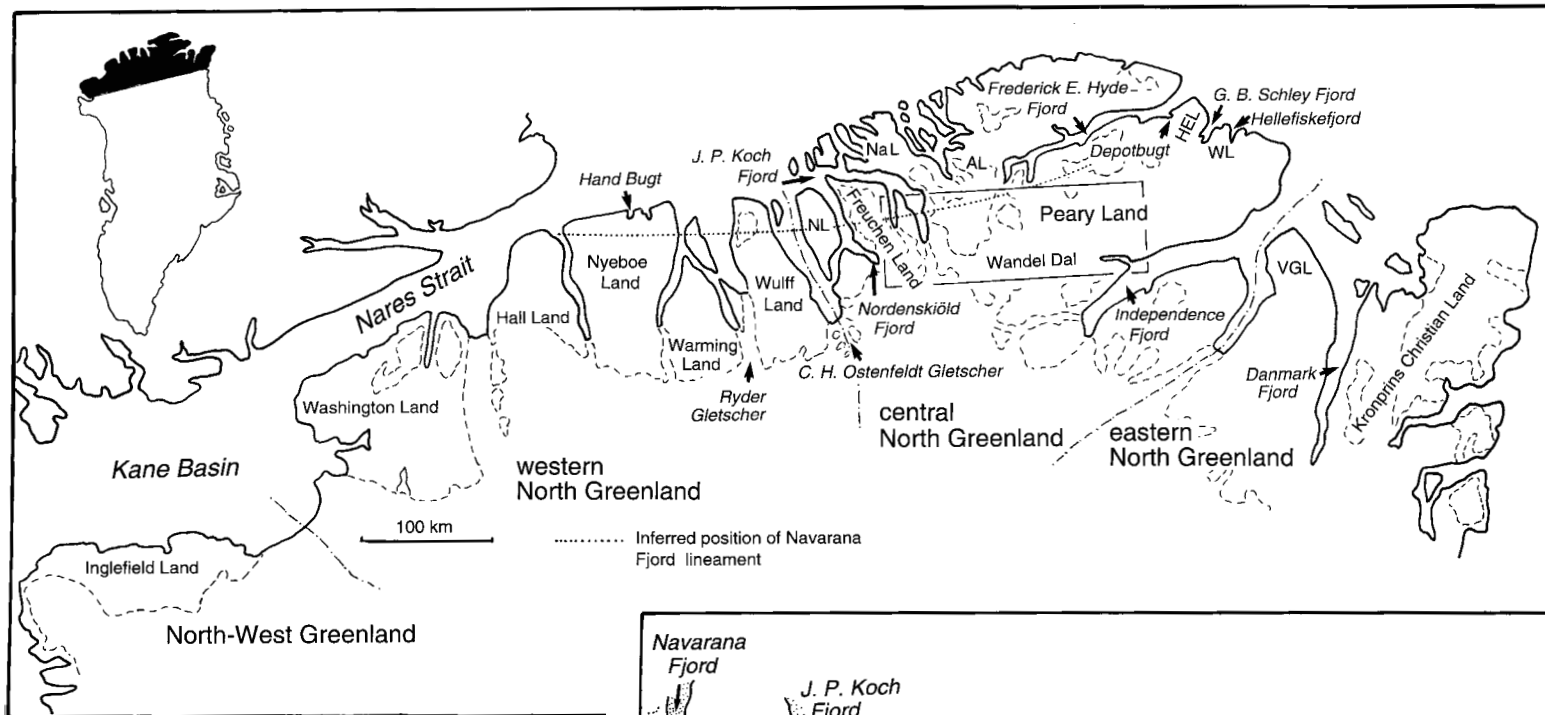 Frederick E. Hyde
Fjord
G. B. Schley Fjord
Hellefiskefjord
HEL
WL
Depotbugt
NaL
AL
J. P. Koch
Fjord
Hand Bugt
Freuchen Land
Peary Land
NL
Wandel Dal
VGL
Nyeboe
Land
Wulff
Land
Nares Strait
Hall Land
Nordenskiöld
Fjord
Independence
Fjord
Warming
Land
C. H. Ostenfeldt Gletscher
Ryder
Gletscher
Danmark
Fjord
Kronprins Christian Land
Washington Land
central
North Greenland
eastern
North Greenland
Kane Basin
western
North Greenland
100 km
Inferred position of Navarana
Fjord lineament
Inglefield Land
North-West Greenland
Navarana
Fjord
J. P. Koch
Fjord